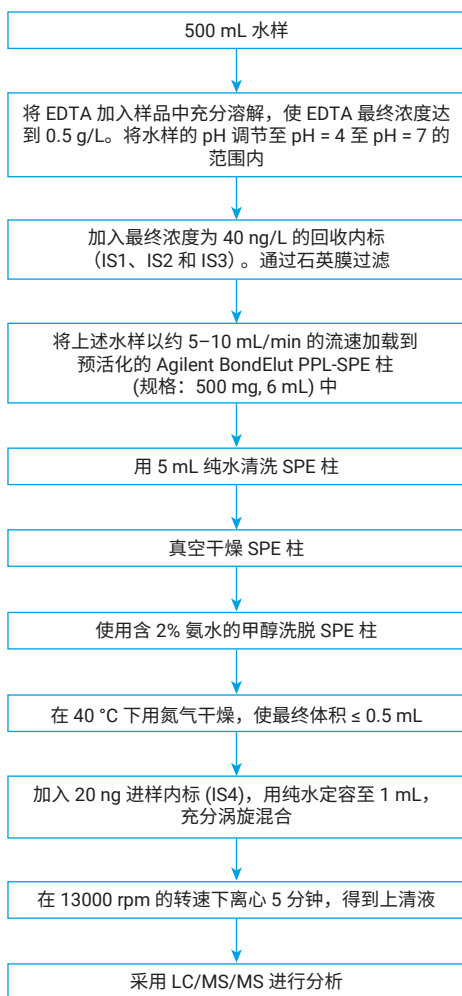 500 mL 水样
将 EDTA 加入样品中充分溶解，使 EDTA 最终浓度达
到 0.5 g/L。将水样的 pH 调节至 pH = 4 至 pH = 7 的
范围内
加入最终浓度为 40 ng/L 的回收内标
（IS1、IS2 和 IS3）。通过石英膜过滤
将上述水样以约 5–10 mL/min 的流速加载到
预活化的 Agilent BondElut PPL-SPE 柱
(规格：500 mg, 6 mL) 中
用 5 mL 纯水清洗 SPE 柱
真空干燥 SPE 柱
使用含 2% 氨水的甲醇洗脱 SPE 柱
在 40 °C 下用氮气干燥，使最终体积 ≤ 0.5 mL
加入 20 ng 进样内标 (IS4)，用纯水定容至 1 mL，
充分涡旋混合
在 13000 rpm 的转速下离心 5 分钟，得到上清液
采用 LC/MS/MS 进行分析